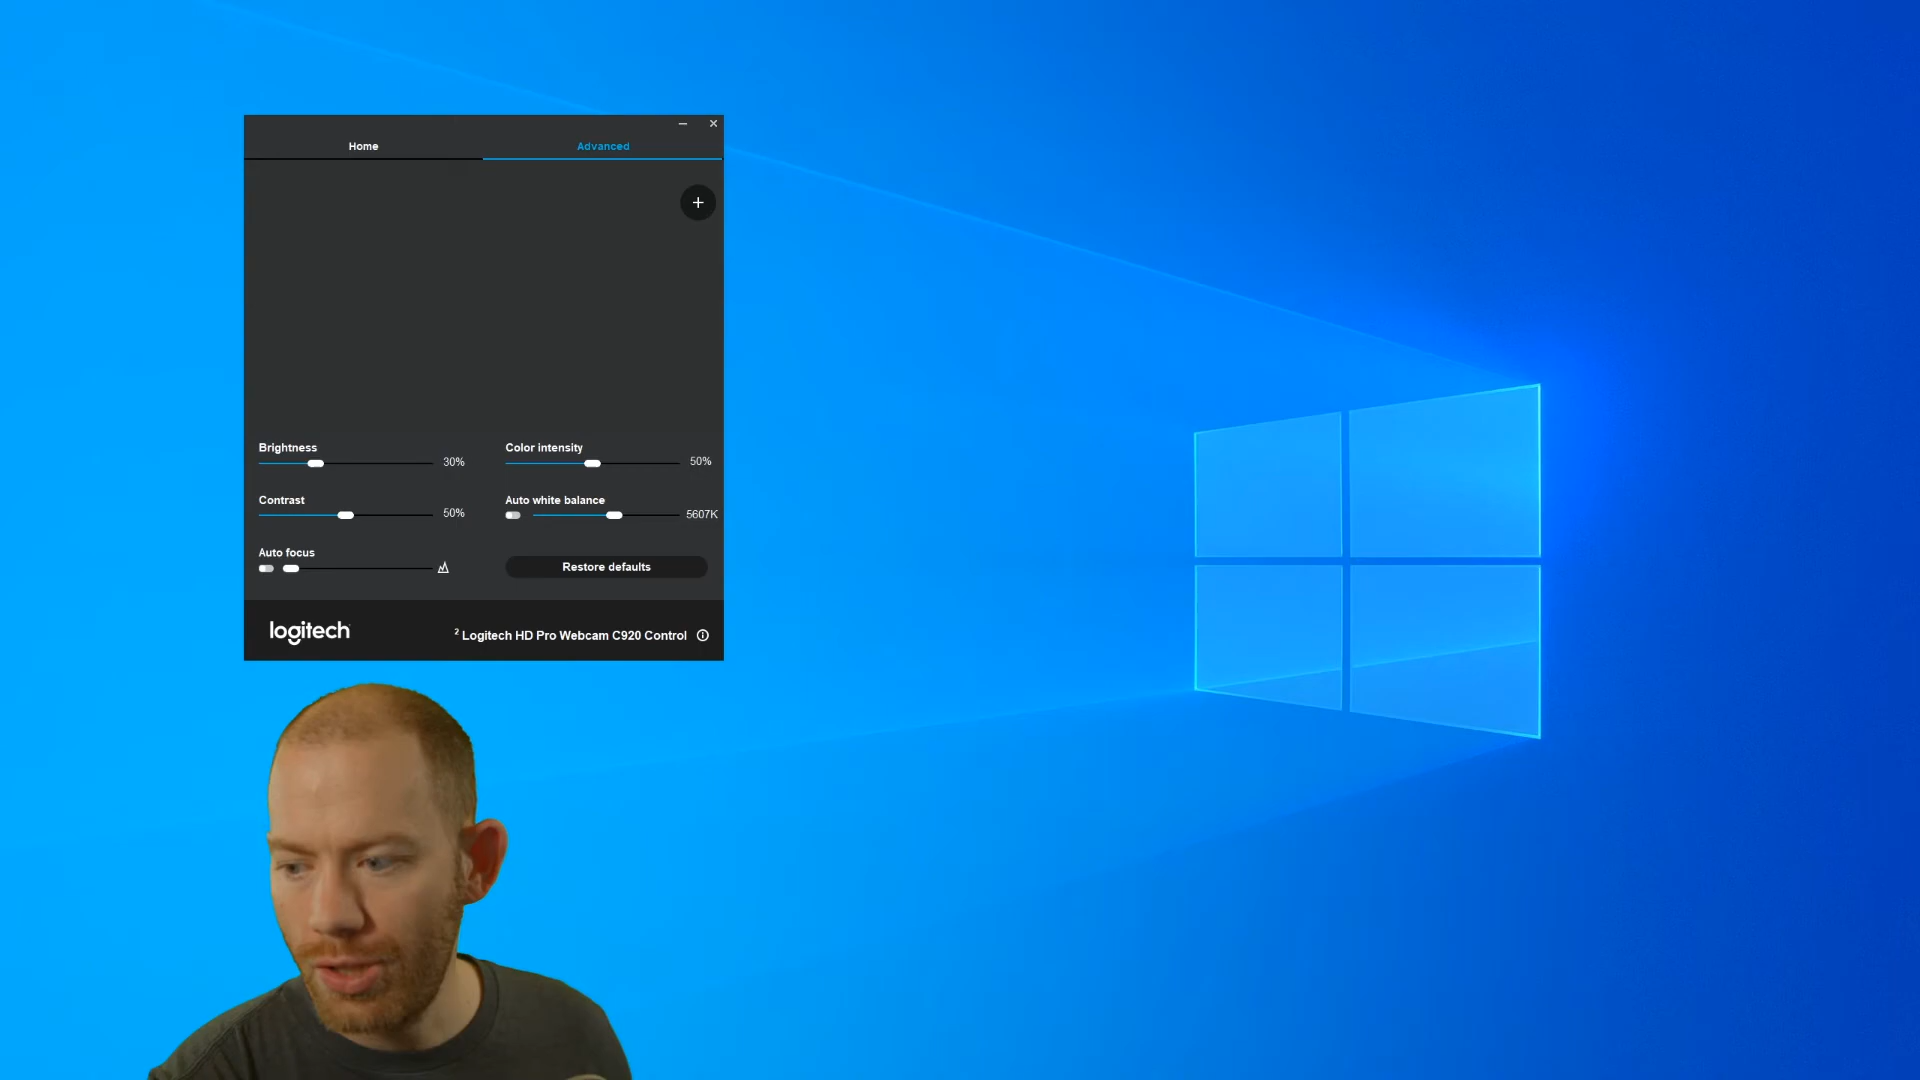 Home
Advanced
Brightness
30%
Color intensity
50%
Contrast
50%
Auto white balance
5607K
Auto focus
Restore defaults
logitech
2 Logitech HD Pro Webcam C920 Control